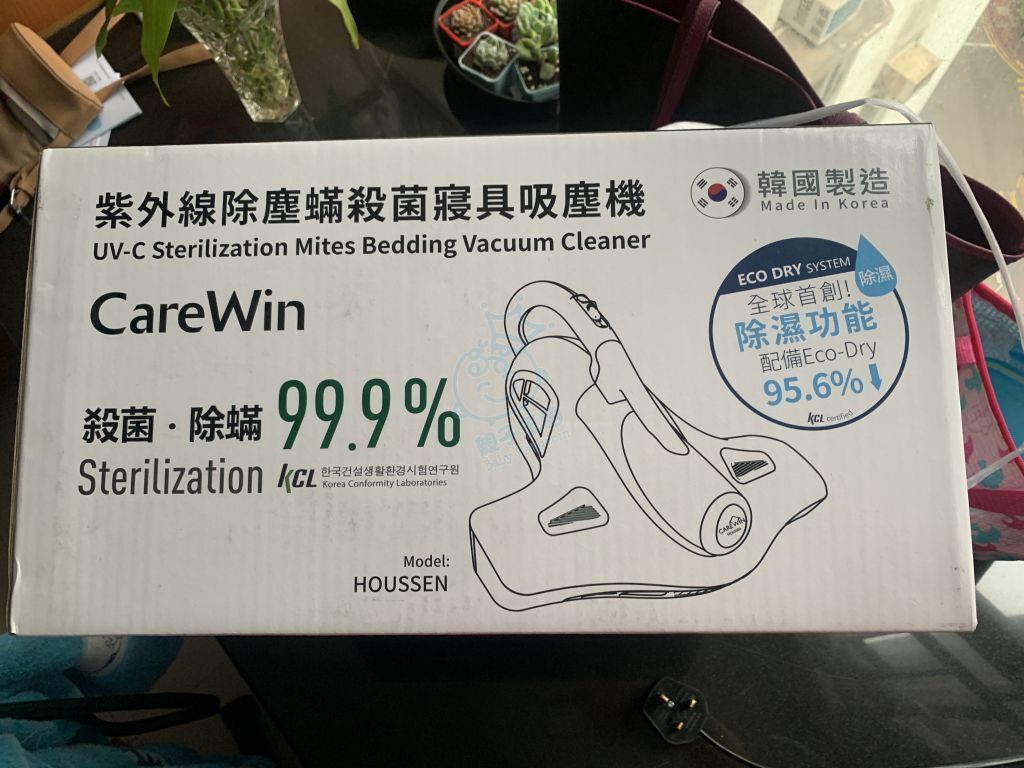 紫外線除塵蟎殺菌寢具吸塵機
UV-C Sterilization Mites Bedding Vacuum Cleaner
韓國製造
Made In Korea
CareWin
ECO DRY SYSTEM
除濕
全球首創!
除濕功能
配備Eco-Dry
95.6%
KCL certified
殺菌·除蟎 99.9%
Sterilization KCL 한국건설생활환경시험연구원
Korea Conformity Laboratories
CAREWIN
Model:
HOUSSEN